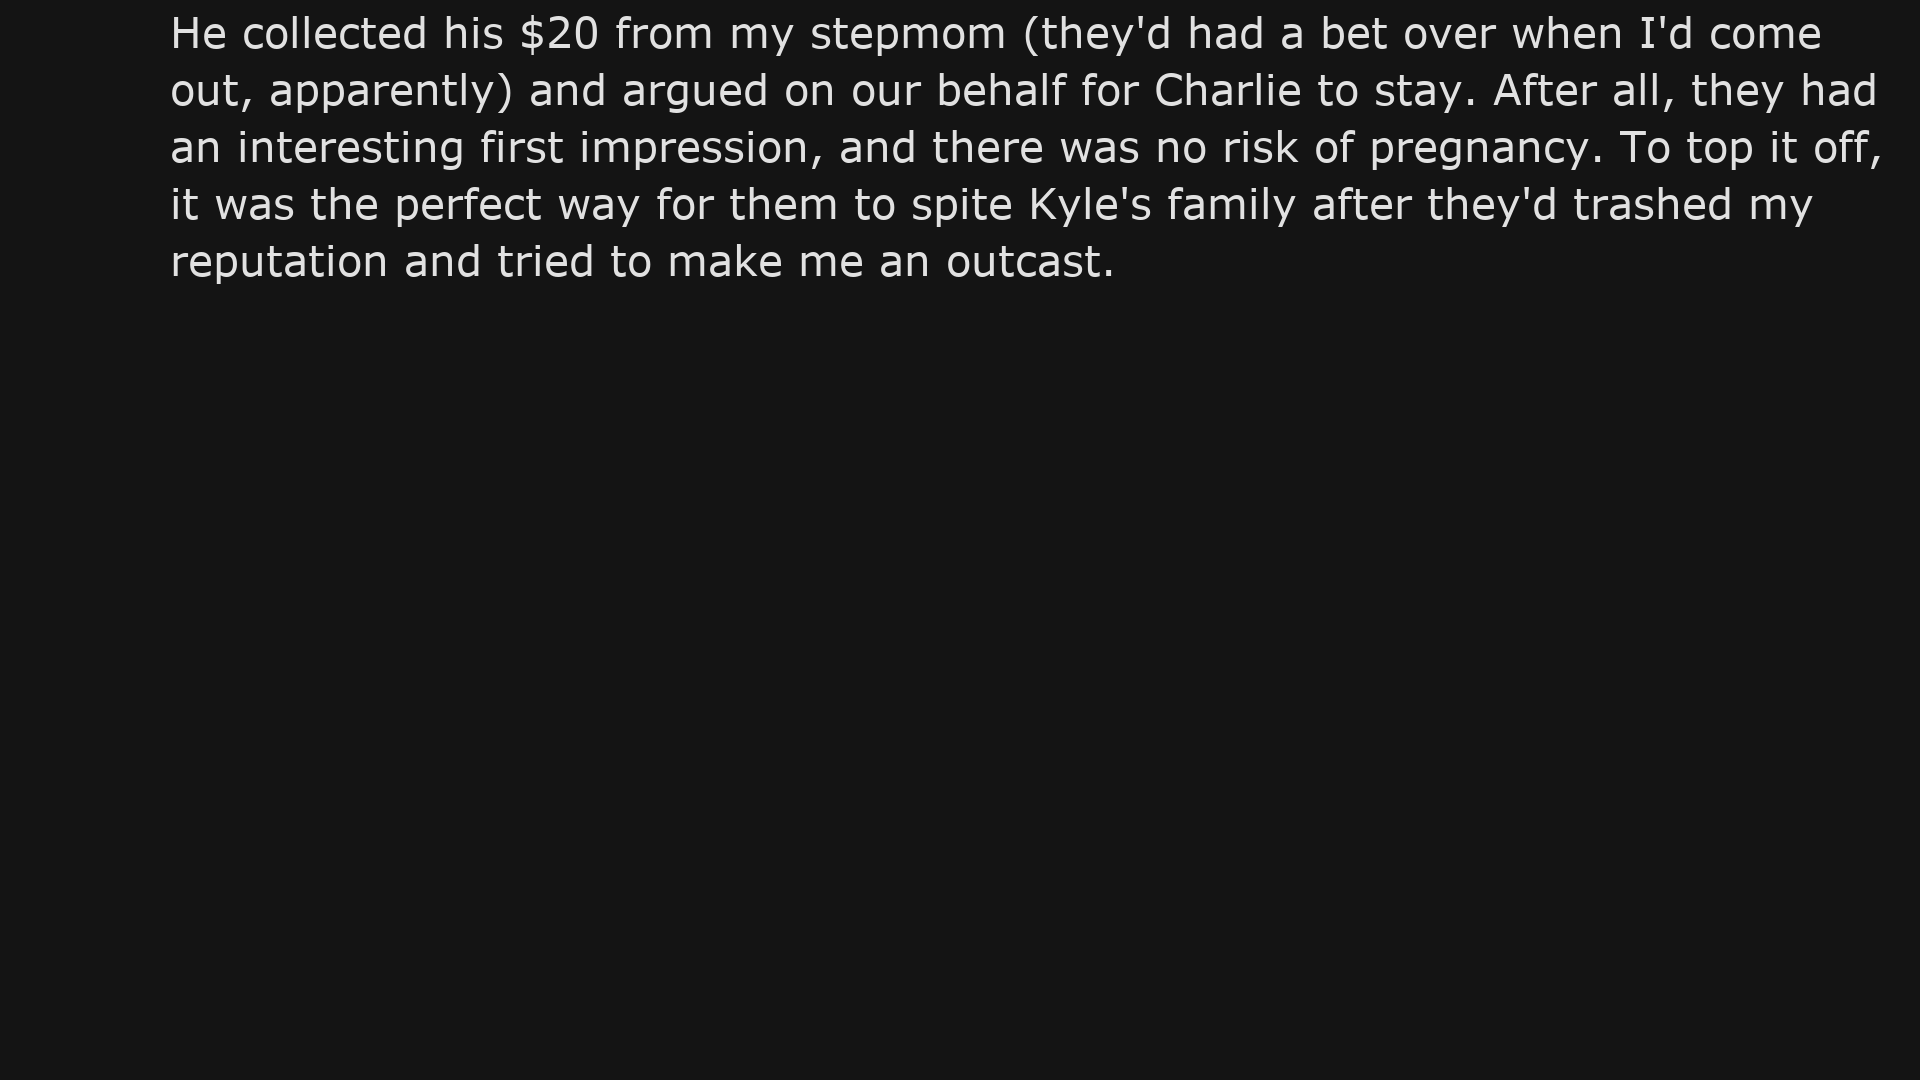 He collected his $20 from my stepmom (they'd had a bet over when I'd come
out, apparently) and argued on our behalf for Charlie to stay. After all, they had
an interesting first impression, and there was no risk of pregnancy. To top it off,
it was the perfect way for them to spite Kyle's family after they'd trashed my
reputation and tried to make me an outcast.